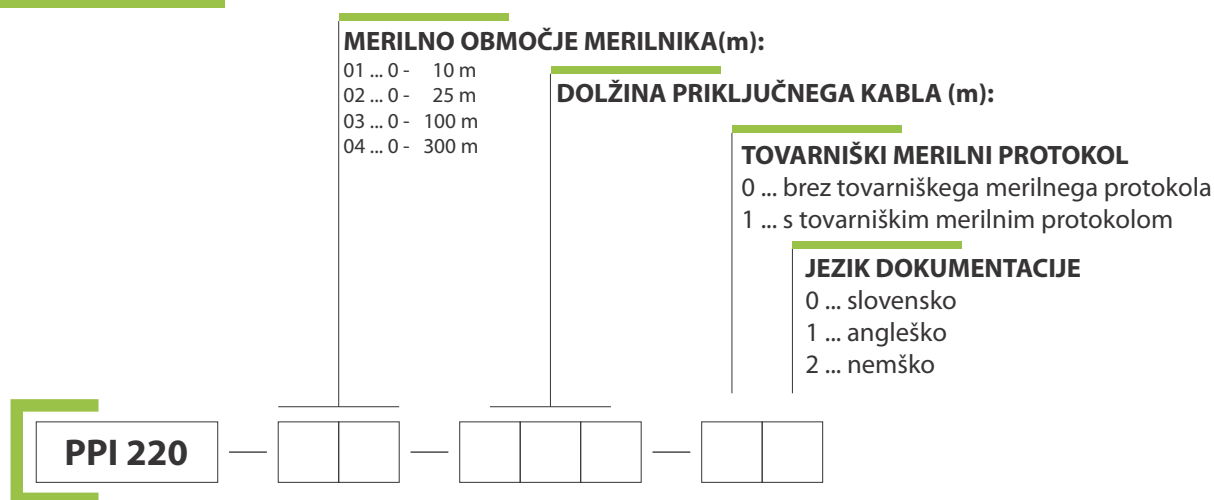 MERILNO OBMOČJE MERILNIKA(m):
01 ... 0 - 10 m
02 ... 0 - 25 m
03 ... 0 - 100 m
04 ... 0 - 300 m
DOLŽINA PRIKLJUČNEGA KABLA (m):
TOVARNIŠKI MERILNI PROTOKOL
0 ... brez tovarniškega merilnega protokola
1 ... s tovarniškim merilnim protokolom
JEZIK DOKUMENTACIJE
0 ... slovensko
1 ... angleško
2 ... nemško
PPI 220